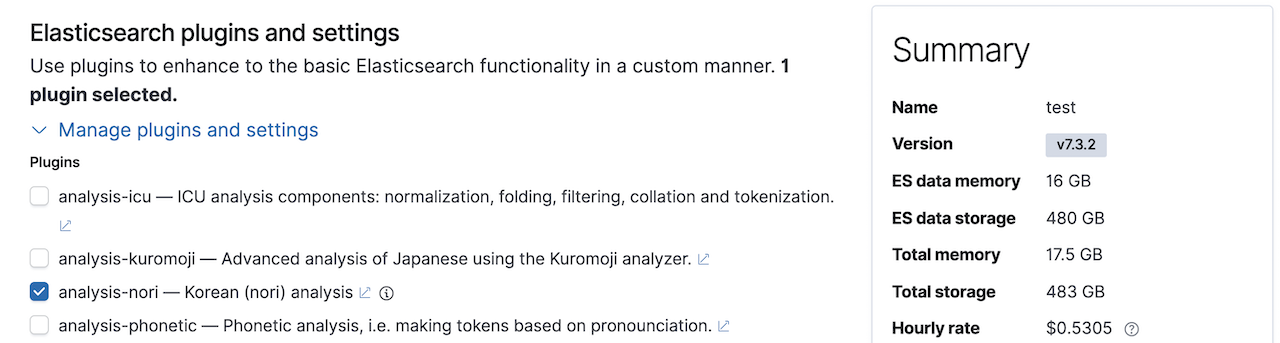 Elasticsearch plugins and settings
Use plugins to enhance to the basic Elasticsearch functionality in a custom manner. 1
plugin selected.
Manage plugins and settings
Plugins
analysis-icu — ICU analysis components: normalization, folding, filtering, collation and tokenization.
analysis-kuromoji — Advanced analysis of Japanese using the Kuromoji analyzer.
analysis-nori — Korean (nori) analysis
analysis-phonetic — Phonetic analysis, i.e. making tokens based on pronounciation.
Summary
Name test
Version v7.3.2
ES data memory 16 GB
ES data storage 480 GB
Total memory 17.5 GB
Total storage 483 GB
Hourly rate $0.5305